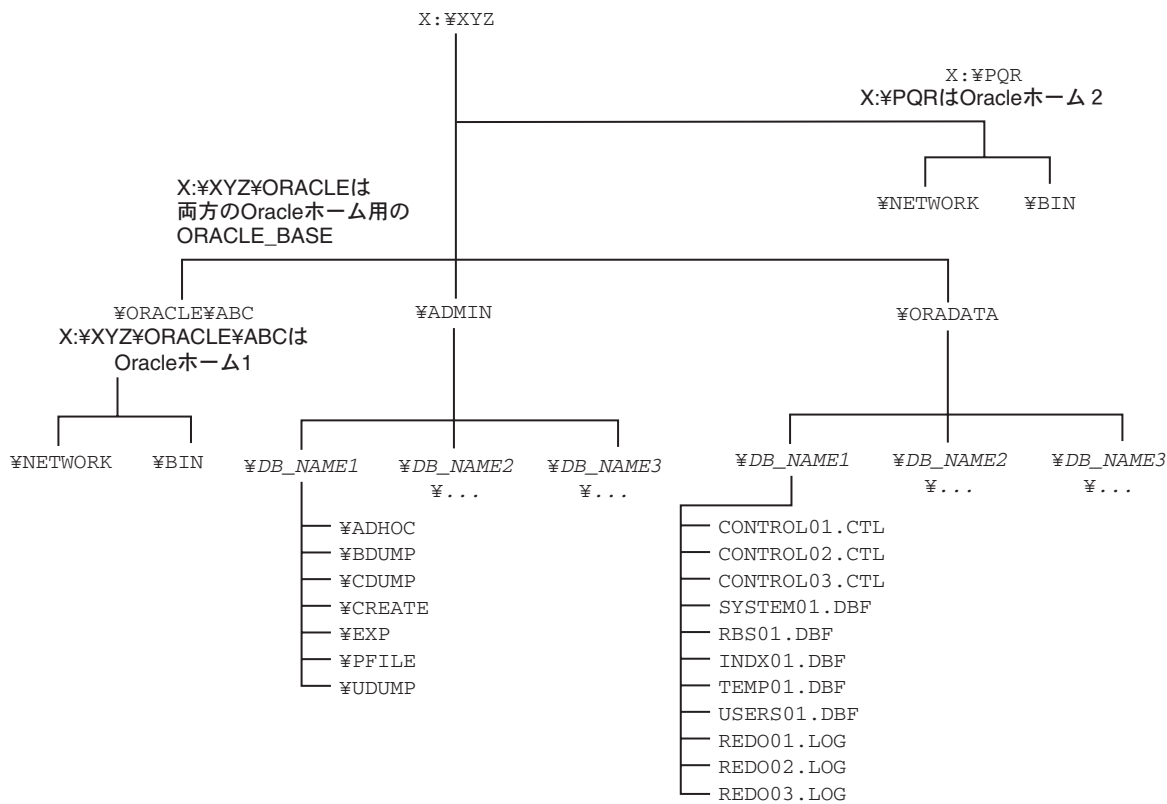 X:¥XYZ
X:¥PQR
X:¥PQRはOracleホーム 2
¥NETWORK ¥BIN
X:¥XYZ¥ORACLEは
両方のOracleホーム用の
ORACLE_BASE
¥ORACLE¥ABC
X:¥XYZ¥ORACLE¥ABCは
Oracleホーム1
¥ADMIN
¥ORADATA
¥NETWORK ¥BIN
¥DB_NAME1 ¥DB_NAME2 ¥DB_NAME3
¥... ¥...
¥ADHOC
¥BDUMP
¥CDUMP
¥CREATE
¥EXP
¥PFILE
¥UDUMP
¥DB_NAME1 ¥DB_NAME2 ¥DB_NAME3
¥... ¥...
CONTROL01.CTL
CONTROL02.CTL
CONTROL03.CTL
SYSTEM01.DBF
RBS01.DBF
INDX01.DBF
TEMP01.DBF
USERS01.DBF
REDO01.LOG
REDO02.LOG
REDO03.LOG